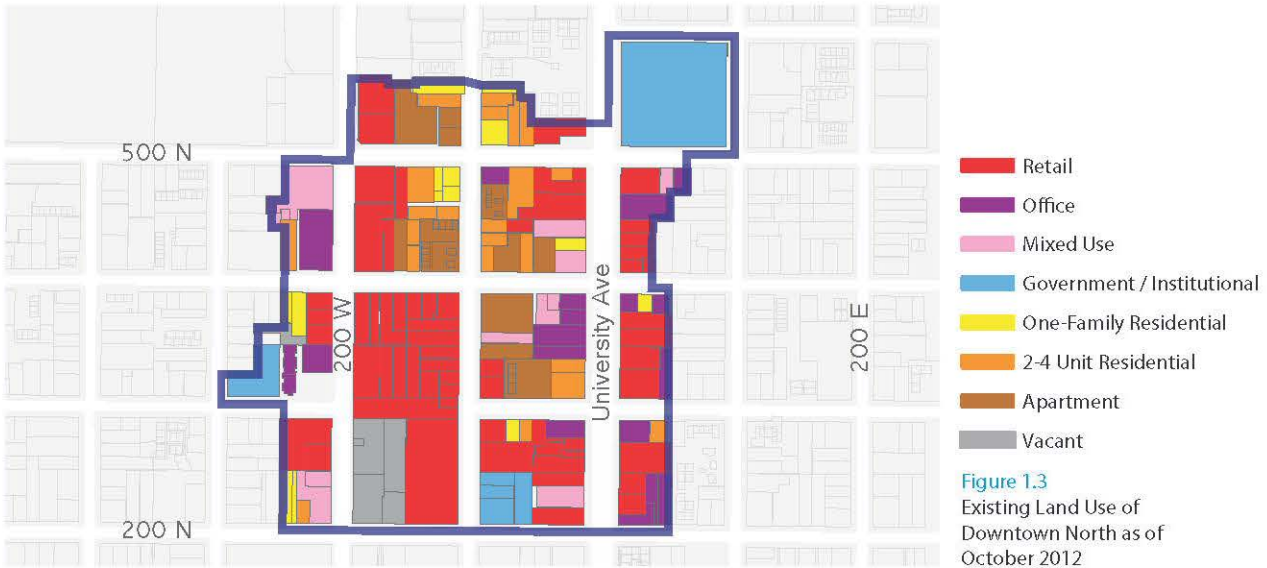 500 N
200 W
University Ave
200 E
200 N
Retail
Office
Mixed Use
Government / Institutional
One-Family Residential
2-4 Unit Residential
Apartment
Vacant
Figure 1.3
Existing Land Use of
Downtown North as of
October 2012